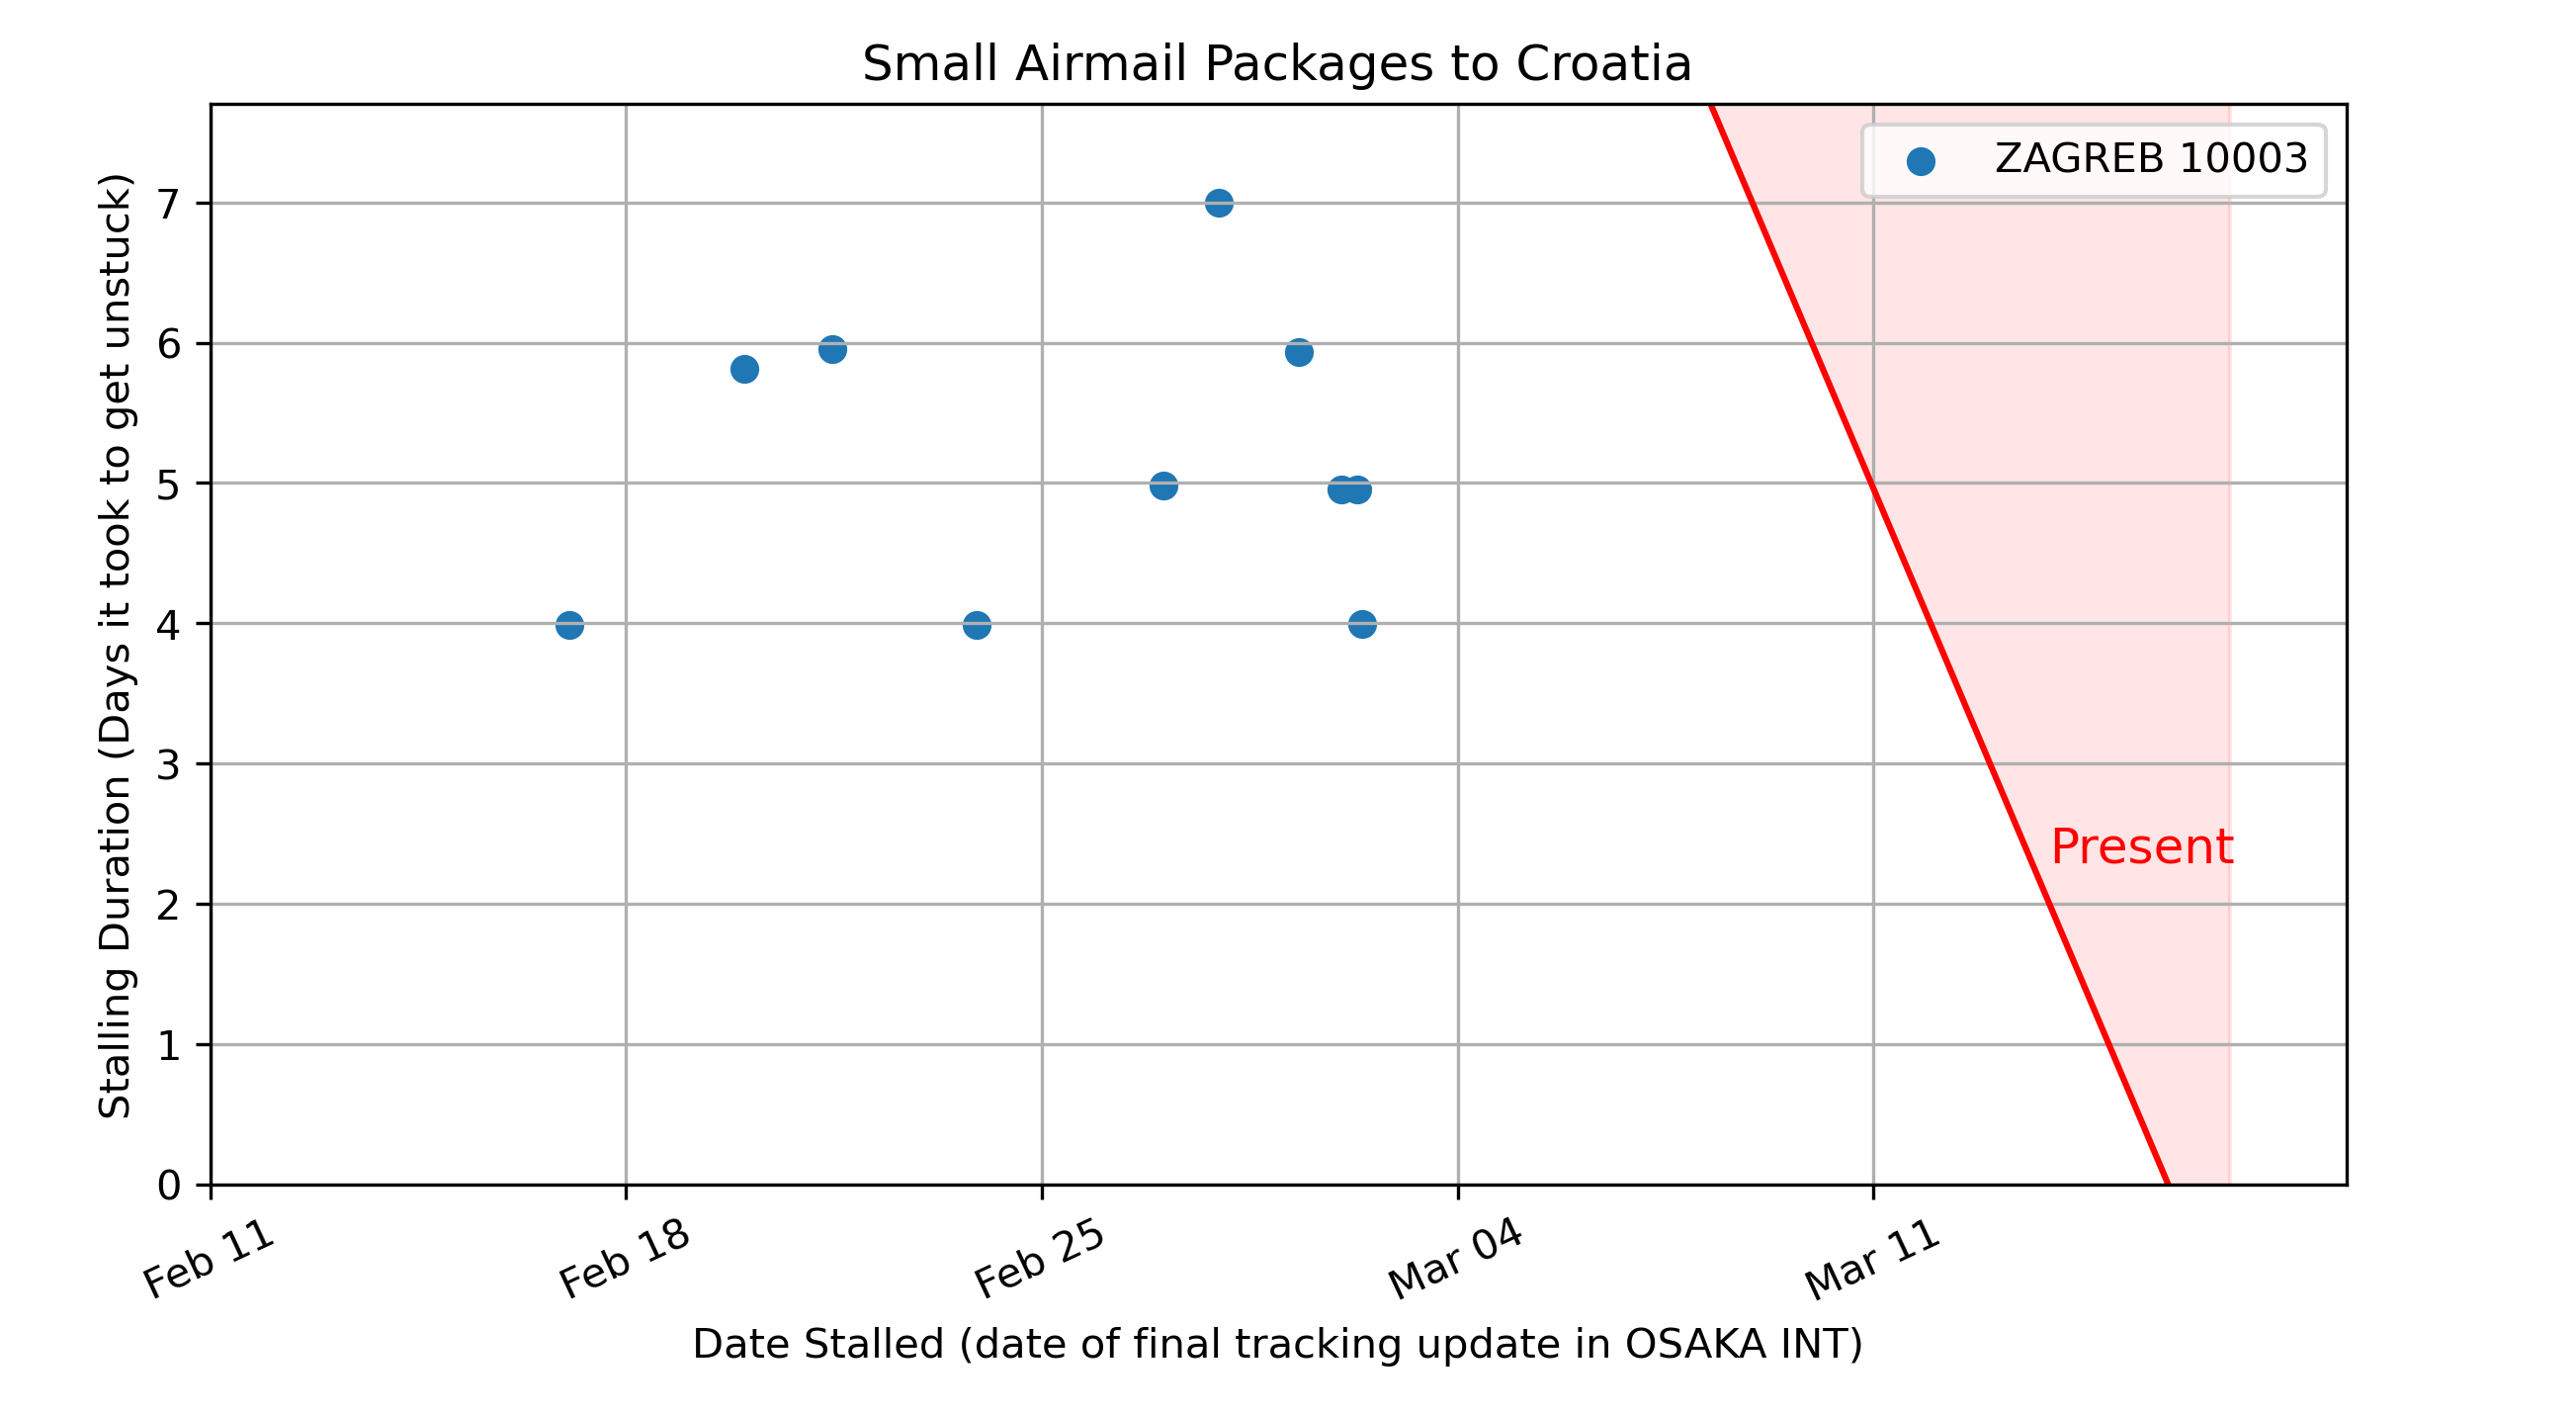 Small Airmail Packages to Croatia
ZAGREB 10003
Stalling Duration (Days it took to get unstuck)
7
6
5
4
3
2
1
0
Present
Feb 11
Feb 18
Feb 25
Mar 04
Mar 11
Date Stalled (date of final tracking update in OSAKA INT)